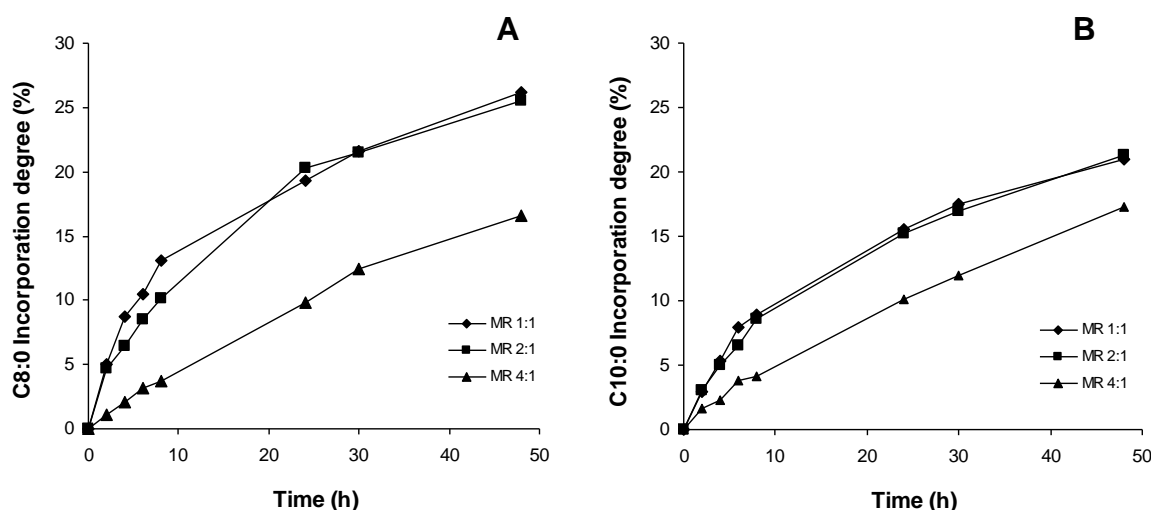 A
C8:0 Incorporation degree (%)
30
25
20
15
10
5
0
0 10 20 30 40 50
Time (h)
MR 1:1
MR 2:1
MR 4:1
B
C10:0 Incorporation degree (%)
30
25
20
15
10
5
0
0 10 20 30 40 50
Time (h)
MR 1:1
MR 2:1
MR 4:1